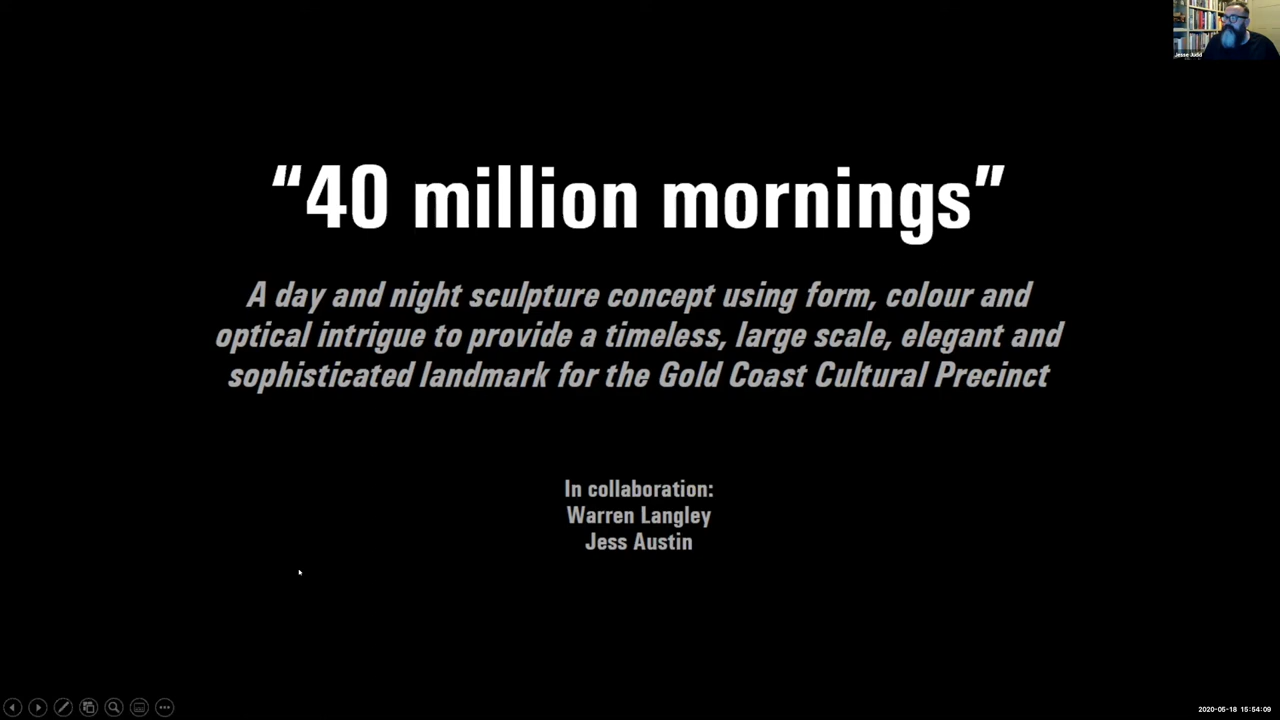 Jesse Judd
“40 million mornings”
A day and night sculpture concept using form, colour and
optical intrigue to provide a timeless, large scale, elegant and
sophisticated landmark for the Gold Coast Cultural Precinct
In collaboration:
Warren Langley
Jess Austin
2020-05-18 15:54:09